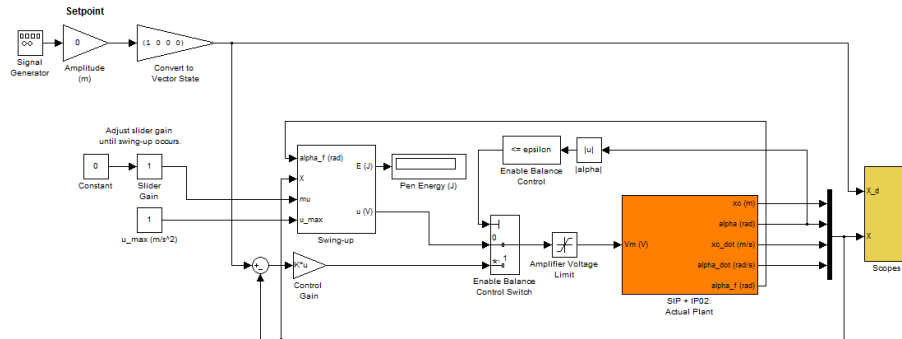 Setpoint
0
(1 0 0 0)
Signal
Generator
Amplitude
(m)
Convert to
Vector State
Adjust slider gain
until swing-up occurs.
0
Constant
1
Slider
Gain
1
u_max (m/s^2)
alpha_f (rad)
X
mu
u_max
E (J)
u (V)
Swing-up
Pen Energy (J)
<= epsilon
Enable Balance
Control
|u|
|alpha|
+
_
K*u
Control
Gain
0
1
*
Enable Balance
Control Switch
Amplifier Voltage
Limit
Vm (V)
xc (m)
alpha (rad)
xc_dot (m/s)
alpha_dot (rad/s)
alpha_f (rad)
SIP + IP02:
Actual Plant
X_d
X
Scopes